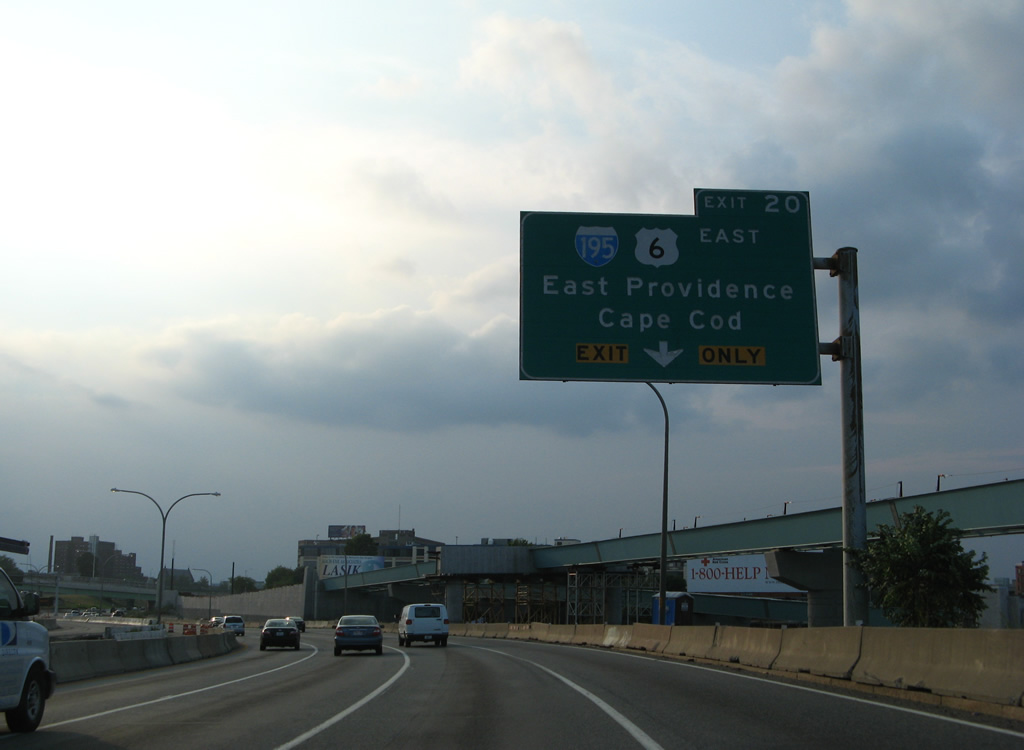 EXIT 20
195 6 EAST
East Providence
Cape Cod
EXIT ONLY
LASIK
1-800-HELP